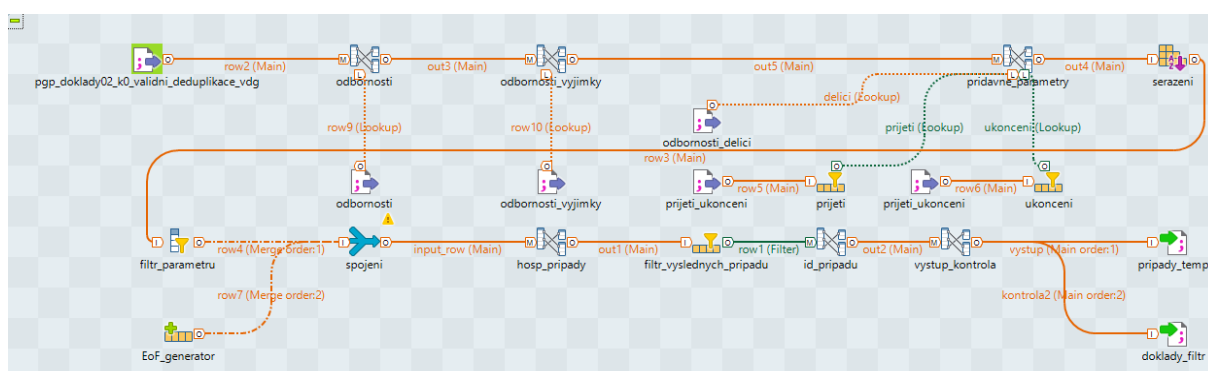 row2 (Main)
out3 (Main)
out5 (Main)
out4 (Main)
pgp_doklady02_k0_validni_deduplikace_vdg
odbornosti
odbornosti_vyjimky
pridavne_parametry
serazeni
delici (Lookup)
row9 (Lookup)
row10 (Lookup)
prijeti (Lookup)
ukonceni (Lookup)
odbornosti_delici
row3 (Main)
row5 (Main)
row6 (Main)
odbornosti
odbornosti_vyjimky
prijeti_ukonceni
prijeti
prijeti_ukonceni
ukonceni
row4 (Merge order:1)
input_row (Main)
out1 (Main)
row1 (Filter)
out2 (Main)
vystup (Main order:1)
filtr_parametru
spojeni
hosp_pripady
filtr_vyslednych_pripadu
id_pripadu
vystup_kontrola
pripady_temp
row7 (Merge order:2)
kontrola2 (Main order:2)
EoF_generator
doklady_filtr